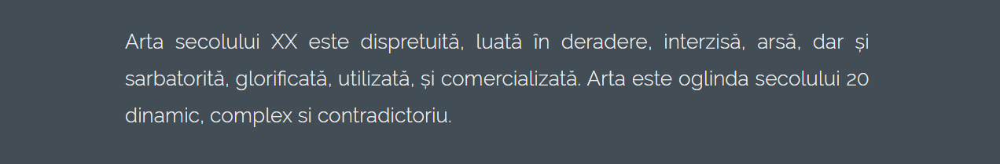 Arta secolului XX este dispretuită, luată în deradere, interzisă, arsă, dar și
sarbatorită, glorificată, utilizată, și comercializată. Arta este oglinda secolului 20
dinamic, complex si contradictoriu.